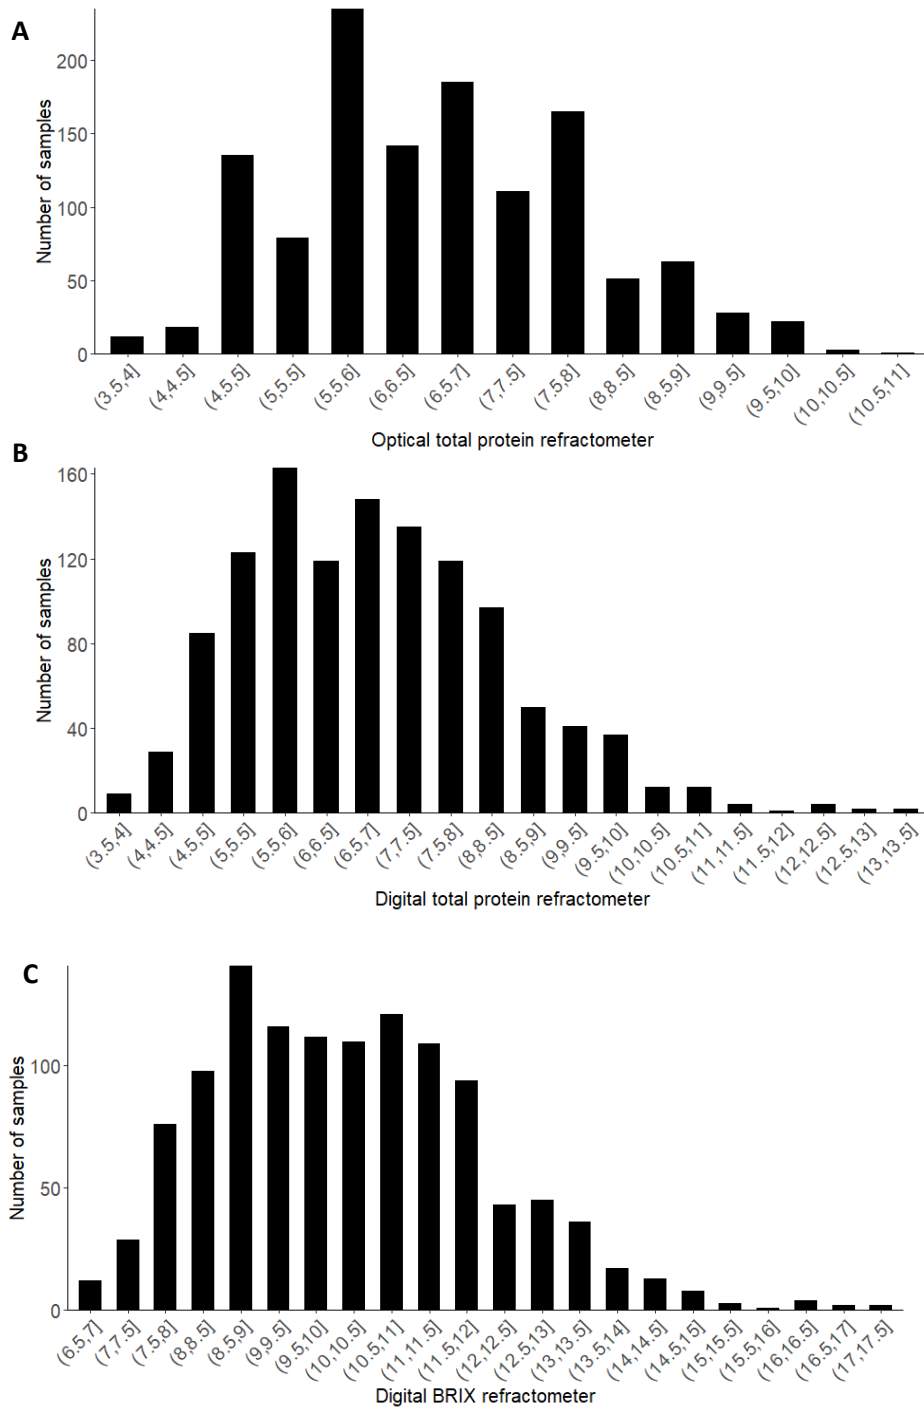 A
Number of samples
200
150
100
50
0
(3.5,4] (4,4.5] (4.5,5] (5,5.5] (5.5,6] (6,6.5] (6.5,7] (7,7.5] (7.5,8] (8,8.5] (8.5,9] (9,9.5] (9.5,10] (10,10.5] (10.5,11]
Optical total protein refractometer
B
Number of samples
160
120
80
40
0
(3.5,4] (4,4.5] (4.5,5] (5,5.5] (5.5,6] (6,6.5] (6.5,7] (7,7.5] (7.5,8] (8,8.5] (8.5,9] (9,9.5] (9.5,10] (10,10.5] (10.5,11] (11,11.5] (11.5,12] (12,12.5] (12.5,13] (13,13.5]
Digital total protein refractometer
C
Number of samples
100
50
0
(6.5,7] (7,7.5] (7.5,8] (8,8.5] (8.5,9] (9,9.5] (9.5,10] (10,10.5] (10.5,11] (11,11.5] (11.5,12] (12,12.5] (12.5,13] (13,13.5] (13.5,14] (14,14.5] (14.5,15] (15,15.5] (15.5,16] (16,16.5] (16.5,17] (17,17.5]
Digital BRIX refractometer